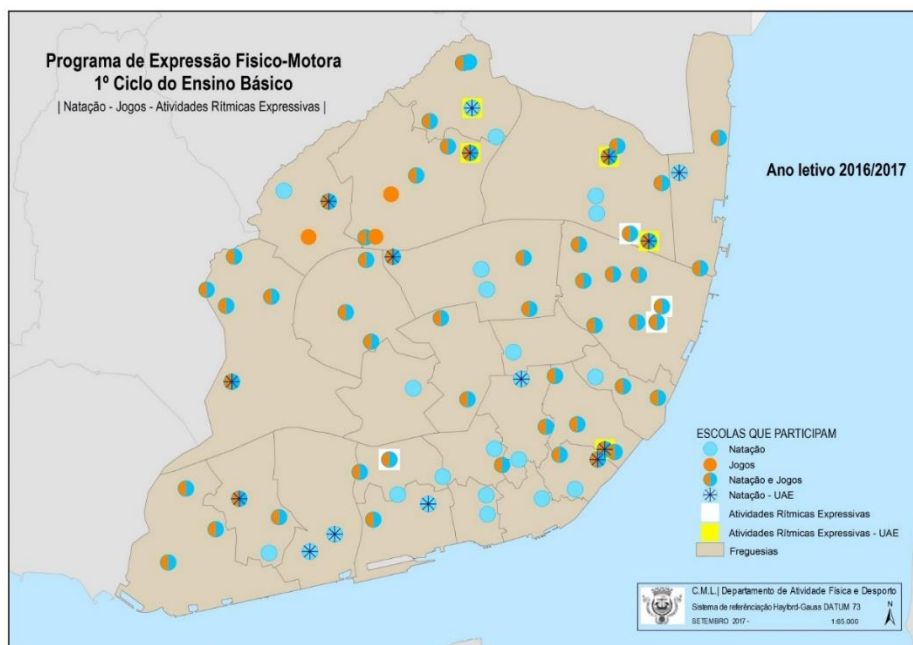 Programa de Expressão Fisico-Motora
1º Ciclo do Ensino Básico
| Natação - Jogos - Atividades Rítmicas Expressivas |
Ano letivo 2016/2017
ESCOLAS QUE PARTICIPAM
Natação
Jogos
Natação e Jogos
Natação - UAE
Atividades Rítmicas Expressivas
Atividades Rítmicas Expressivas - UAE
Freguesias
C.M.L.| Departamento de Atividade Física e Desporto
Sistema de referênciação Hayford-Gauss DATUM 73
N
SETEMBRO 2017 -
1:65.000